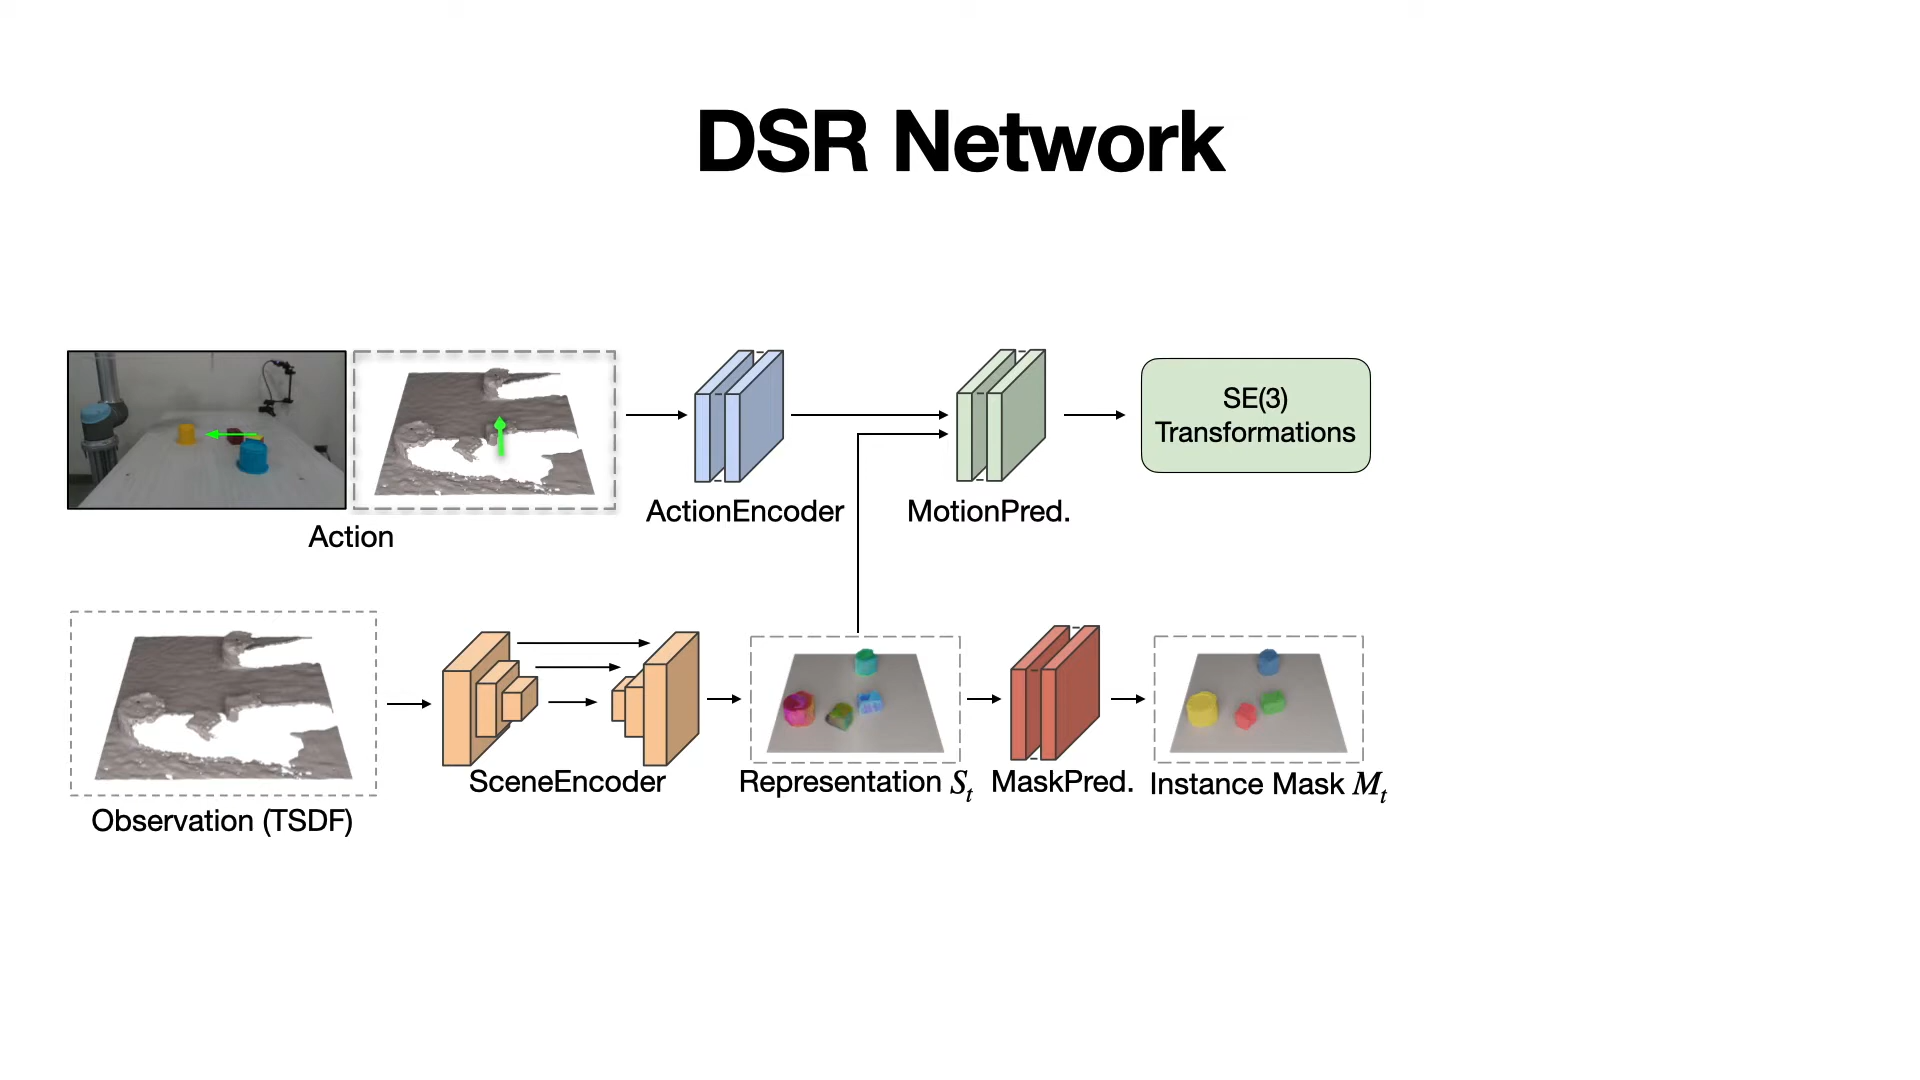 DSR Network
SE(3)
Transformations
ActionEncoder
MotionPred.
Action
SceneEncoder
Representation S_t
MaskPred.
Instance Mask M_t
Observation (TSDF)